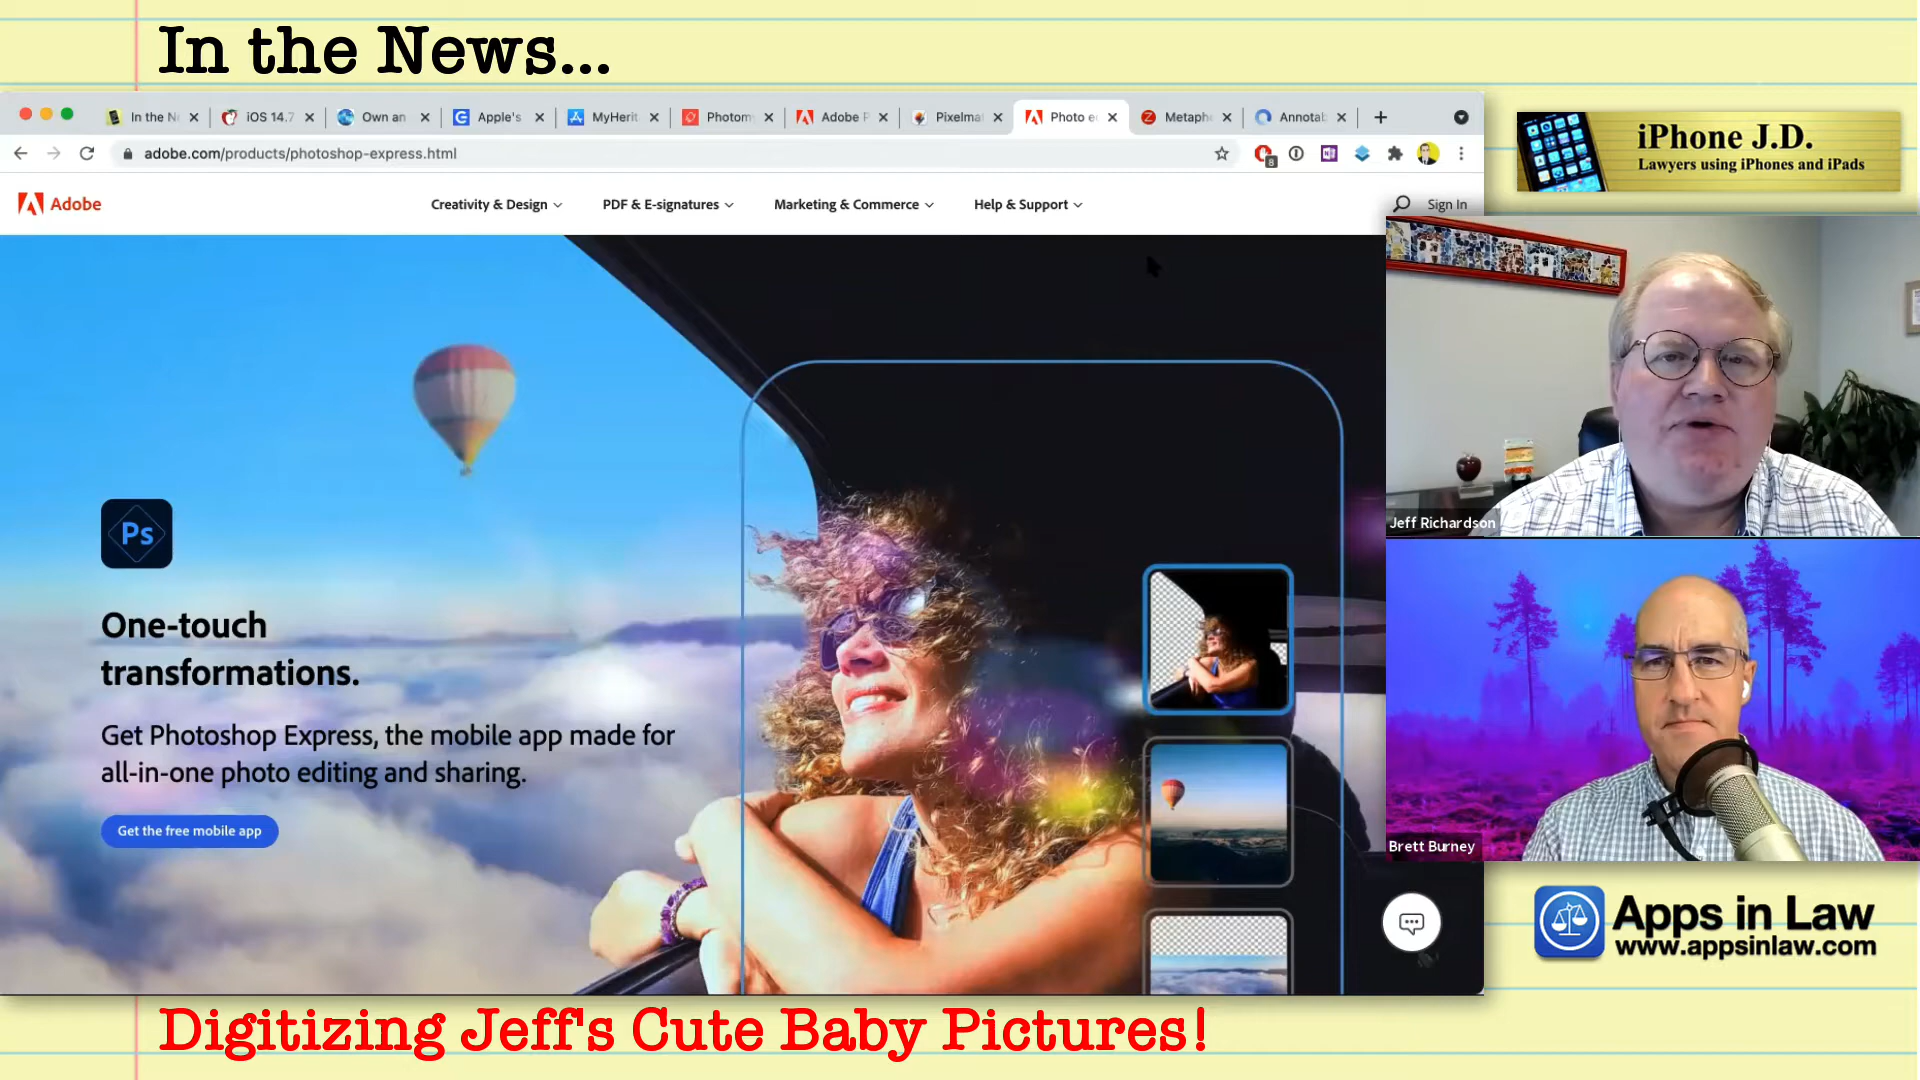 In the News...
In the Ne
iOS 14.7
Own an
Apple's
MyHerit
Photomy
Adobe P
Pixelma
Photo e
Metaph
Annotab
adobe.com/products/photoshop-express.html
8
Adobe
Creativity & Design
PDF & E-signatures
Marketing & Commerce
Help & Support
Sign In
Ps
One-touch
transformations.
Get Photoshop Express, the mobile app made for
all-in-one photo editing and sharing.
Get the free mobile app
iPhone J.D.
Lawyers using iPhones and iPads
Jeff Richardson
Brett Burney
Apps in Law
www.appsinlaw.com
Digitizing Jeff's Cute Baby Pictures!